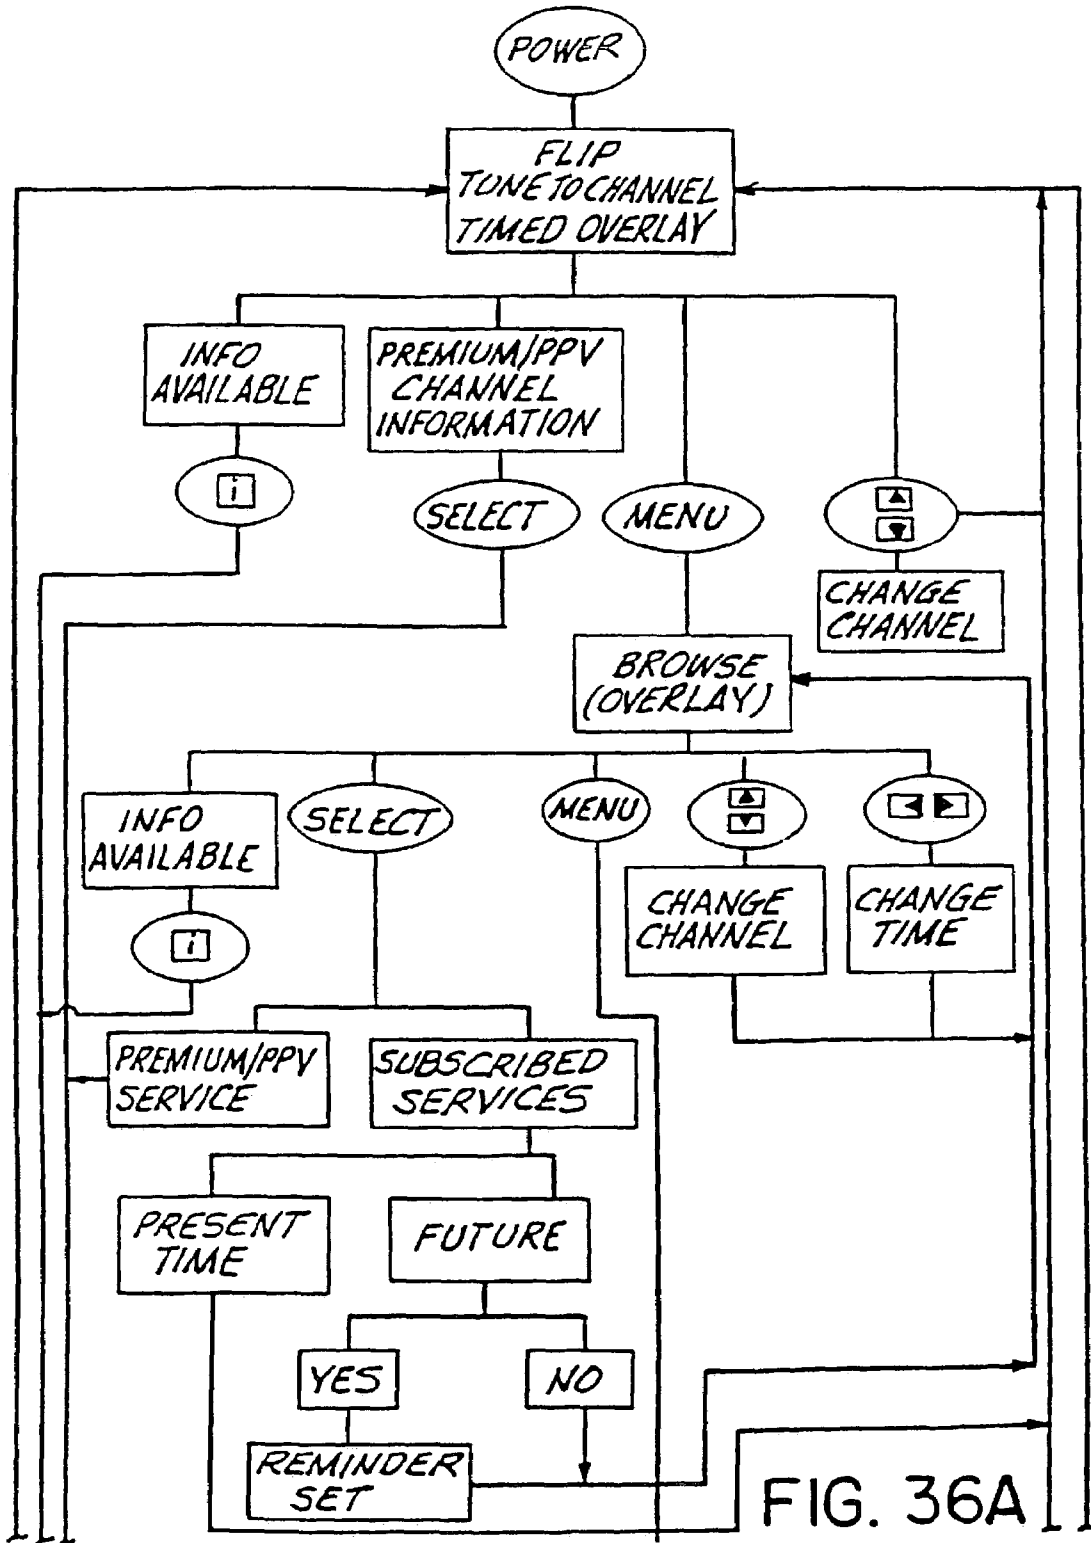 POWER
FLIP
TUNE TO CHANNEL
TIMED OVERLAY
INFO
AVAILABLE
PREMIUM/PPV
CHANNEL
INFORMATION
i
SELECT
MENU
CHANGE
CHANNEL
BROWSE
(OVERLAY)
INFO
AVAILABLE
SELECT
MENU
CHANGE
CHANNEL
CHANGE
TIME
i
PREMIUM/PPV
SERVICE
SUBSCRIBED
SERVICES
PRESENT
TIME
FUTURE
YES
NO
REMINDER
SET
FIG. 36A